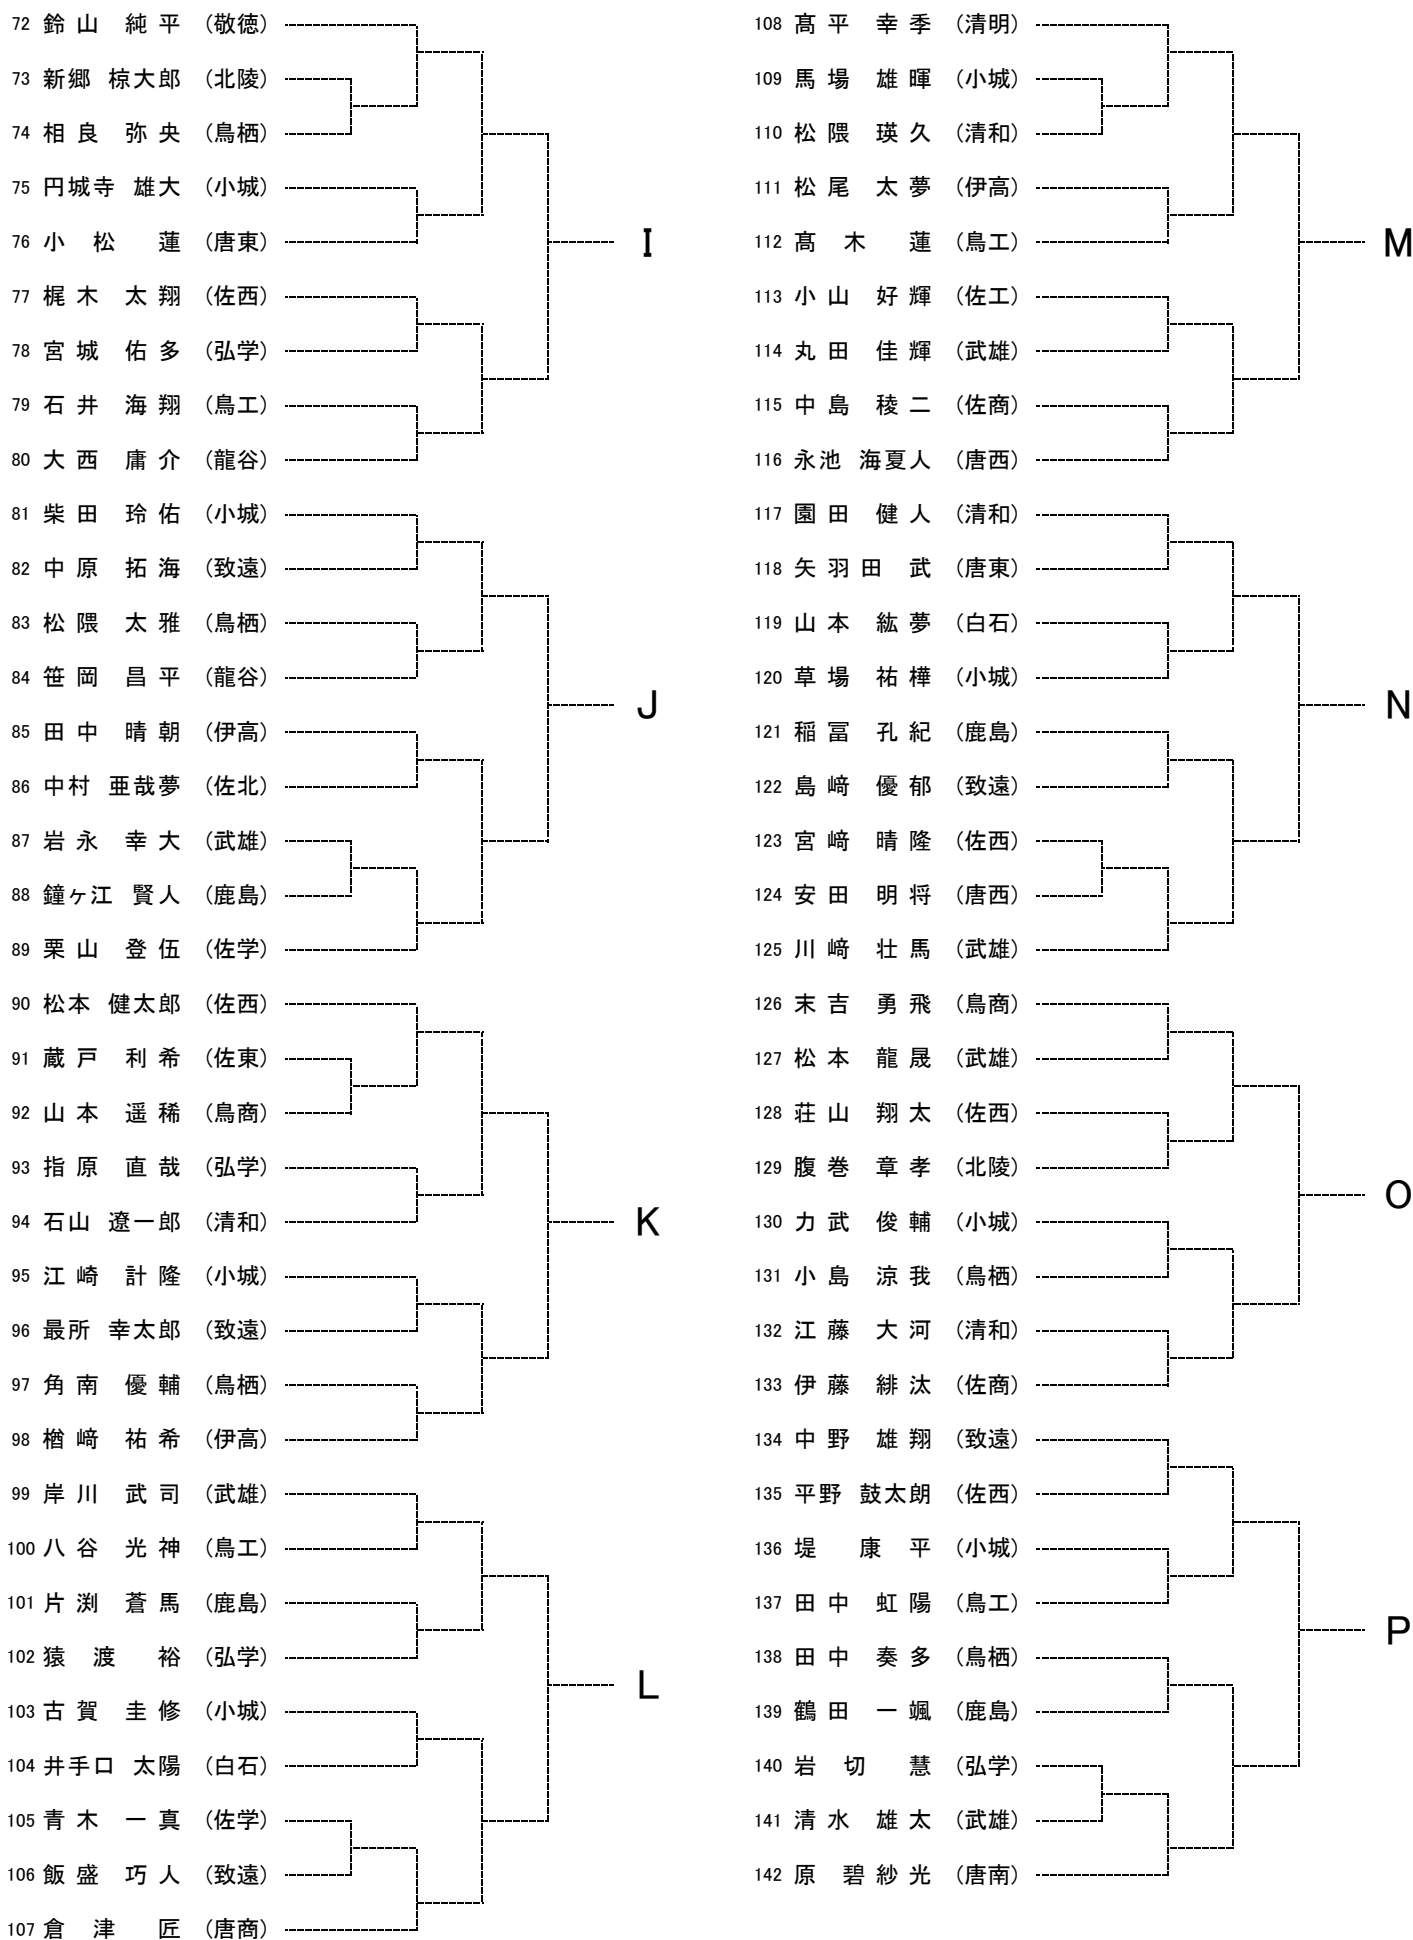 72 鈴山 純平 （敬徳）
73 新郷 椋大郎 （北陵）
74 相良 弥央 （鳥栖）
75 円城寺 雄大 （小城）
76 小松 蓮 （唐東）
I
77 梶木 太翔 （佐西）
78 宮城 佑多 （弘学）
79 石井 海翔 （鳥工）
80 大西 庸介 （龍谷）
81 柴田 玲佑 （小城）
82 中原 拓海 （致遠）
83 松隈 太雅 （鳥栖）
84 笹岡 昌平 （龍谷）
J
85 田中 晴朝 （伊高）
86 中村 亜哉夢 （佐北）
87 岩永 幸大 （武雄）
88 鐘ヶ江 賢人 （鹿島）
89 栗山 登伍 （佐学）
90 松本 健太郎 （佐西）
91 蔵戸 利希 （佐東）
92 山本 遥稀 （鳥商）
93 指原 直哉 （弘学）
94 石山 遼一郎 （清和）
K
95 江崎 計隆 （小城）
96 最所 幸太郎 （致遠）
97 角南 優輔 （鳥栖）
98 楢﨑 祐希 （伊高）
99 岸川 武司 （武雄）
100 八谷 光神 （鳥工）
101 片渕 蒼馬 （鹿島）
102 猿渡 裕 （弘学）
L
103 古賀 圭修 （小城）
104 井手口 太陽 （白石）
105 青木 一真 （佐学）
106 飯盛 巧人 （致遠）
107 倉津 匠 （唐商）
108 髙平 幸季 （清明）
109 馬場 雄暉 （小城）
110 松隈 瑛久 （清和）
111 松尾 太夢 （伊高）
112 髙木 蓮 （鳥工）
M
113 小山 好輝 （佐工）
114 丸田 佳輝 （武雄）
115 中島 稜二 （佐商）
116 永池 海夏人 （唐西）
117 園田 健人 （清和）
118 矢羽田 武 （唐東）
119 山本 紘夢 （白石）
120 草場 祐樺 （小城）
N
121 稲冨 孔紀 （鹿島）
122 島﨑 優郁 （致遠）
123 宮﨑 晴隆 （佐西）
124 安田 明将 （唐西）
125 川﨑 壮馬 （武雄）
126 末吉 勇飛 （鳥商）
127 松本 龍晟 （武雄）
128 荘山 翔太 （佐西）
129 腹巻 章孝 （北陵）
O
130 力武 俊輔 （小城）
131 小島 涼我 （鳥栖）
132 江藤 大河 （清和）
133 伊藤 緋汰 （佐商）
134 中野 雄翔 （致遠）
135 平野 鼓太朗 （佐西）
136 堤 康平 （小城）
137 田中 虹陽 （鳥工）
P
138 田中 奏多 （鳥栖）
139 鶴田 一颯 （鹿島）
140 岩切 慧 （弘学）
141 清水 雄太 （武雄）
142 原 碧紗光 （唐南）